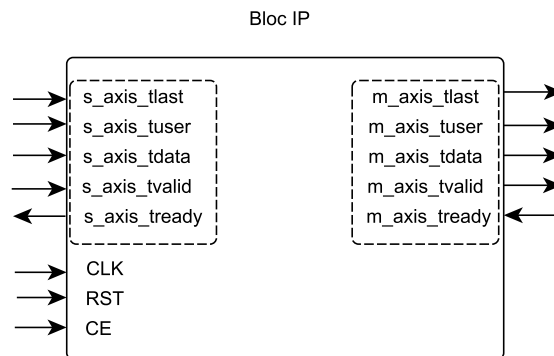 Bloc IP
s_axis_tlast
s_axis_tuser
s_axis_tdata
s_axis_tvalid
s_axis_tready
m_axis_tlast
m_axis_tuser
m_axis_tdata
m_axis_tvalid
m_axis_tready
CLK
RST
CE